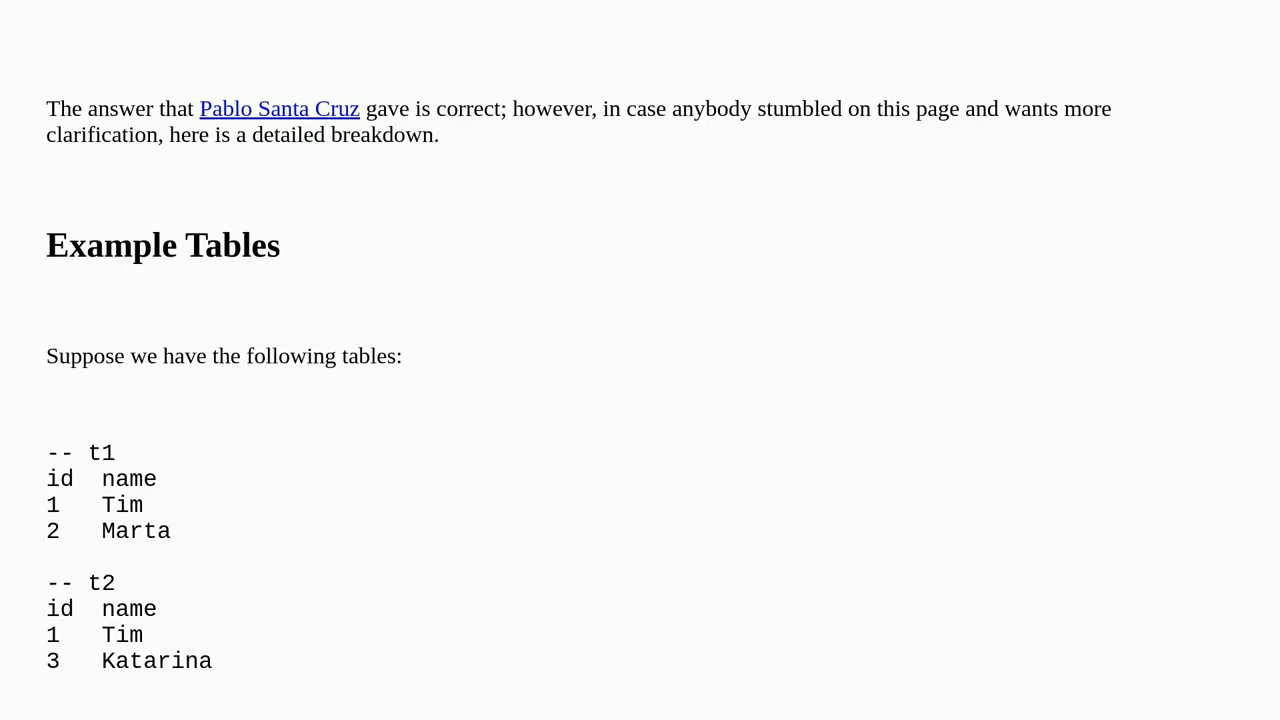 The answer that Pablo Santa Cruz gave is correct; however, in case anybody stumbled on this page and wants more
clarification, here is a detailed breakdown.
Example Tables
Suppose we have the following tables:
-- t1
id  name
1   Tim
2   Marta
-- t2
id  name
1   Tim
3   Katarina